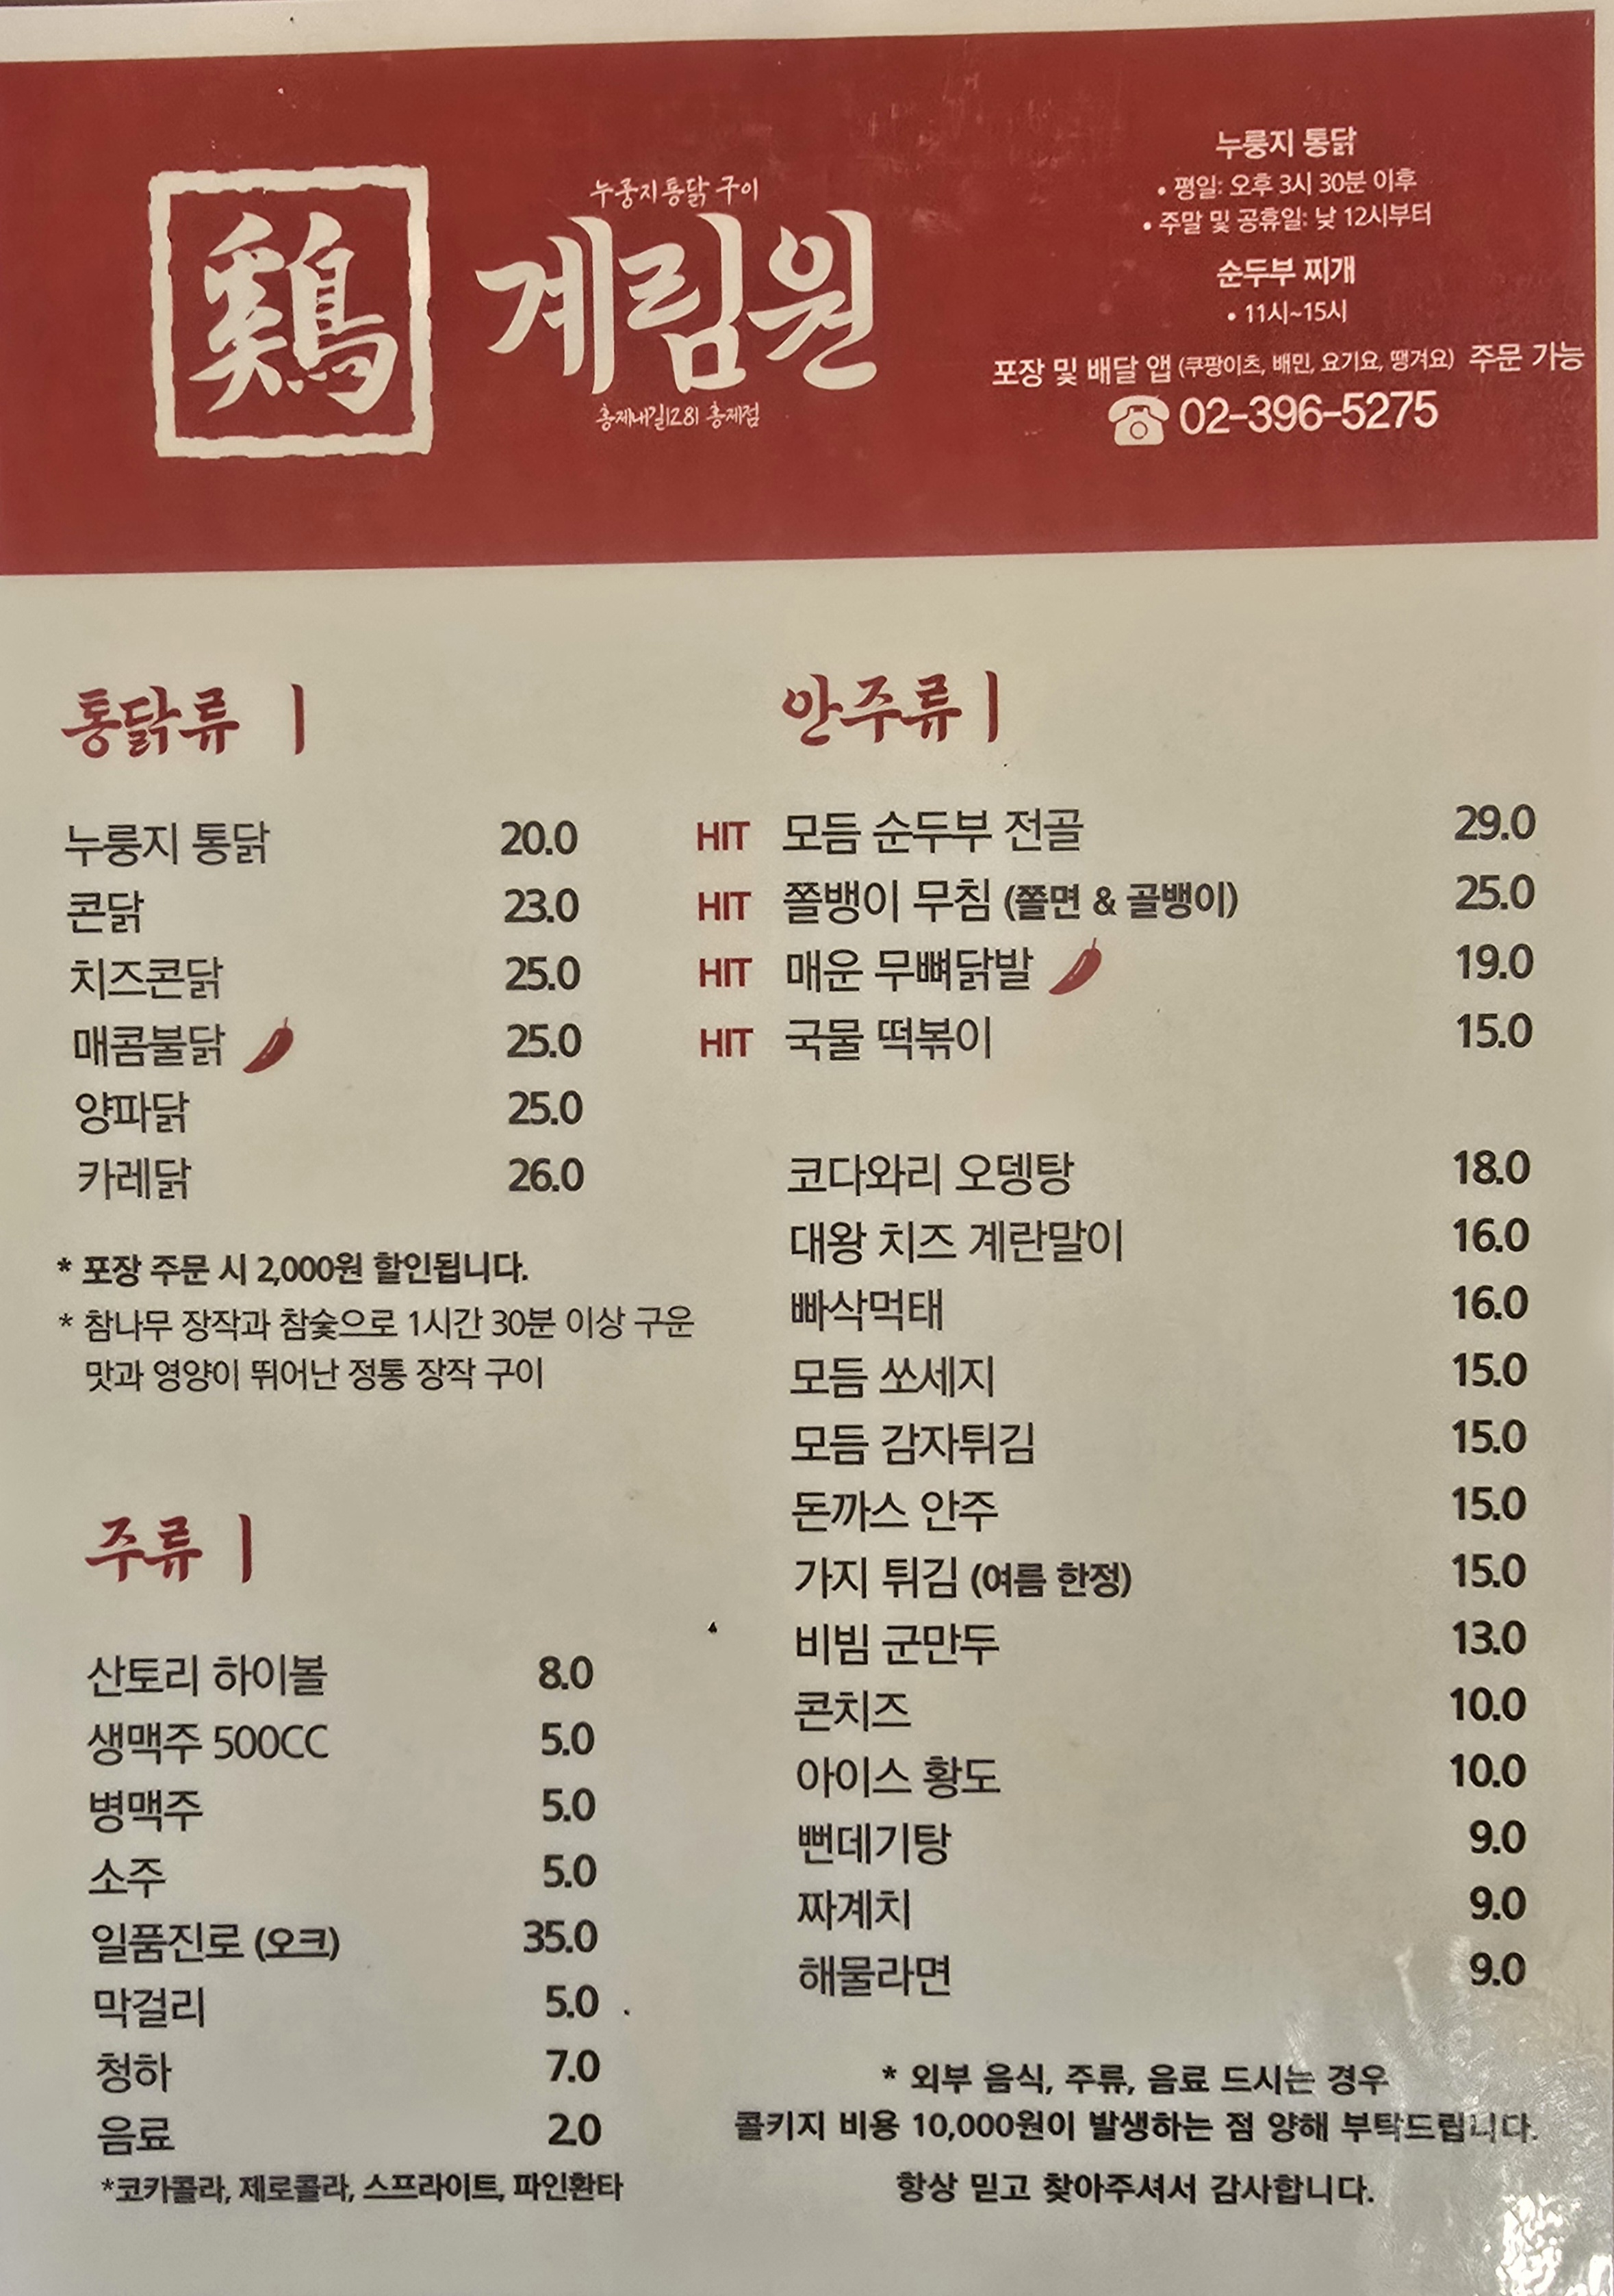 鷄
누룽지통닭 구이
계림원
홍제내길281 홍제점
누룽지 통닭
• 평일: 오후 3시 30분 이후
• 주말 및 공휴일: 낮 12시부터
순두부 찌개
• 11시~15시
포장 및 배달 앱 (쿠팡이츠, 배민, 요기요, 땡겨요) 주문 가능
02-396-5275
통닭류
누룽지 통닭 20.0
콘닭 23.0
치즈콘닭 25.0
매콤불닭 25.0
양파닭 25.0
카레닭 26.0
* 포장 주문 시 2,000원 할인됩니다.
* 참나무 장작과 참숯으로 1시간 30분 이상 구운
맛과 영양이 뛰어난 정통 장작 구이
주류
산토리 하이볼 8.0
생맥주 500CC 5.0
병맥주 5.0
소주 5.0
일품진로 (오크) 35.0
막걸리 5.0
청하 7.0
음료 2.0
*코카콜라, 제로콜라, 스프라이트, 파인환타
안주류
HIT 모듬 순두부 전골 29.0
HIT 쫄뱅이 무침 (쫄면 & 골뱅이) 25.0
HIT 매운 무뼈닭발 19.0
HIT 국물 떡볶이 15.0
코다와리 오뎅탕 18.0
대왕 치즈 계란말이 16.0
빠삭먹태 16.0
모듬 쏘세지 15.0
모듬 감자튀김 15.0
돈까스 안주 15.0
가지 튀김 (여름 한정) 15.0
비빔 군만두 13.0
콘치즈 10.0
아이스 황도 10.0
뻔데기탕 9.0
짜계치 9.0
해물라면 9.0
* 외부 음식, 주류, 음료 드시는 경우
콜키지 비용 10,000원이 발생하는 점 양해 부탁드립니다.
항상 믿고 찾아주셔서 감사합니다.